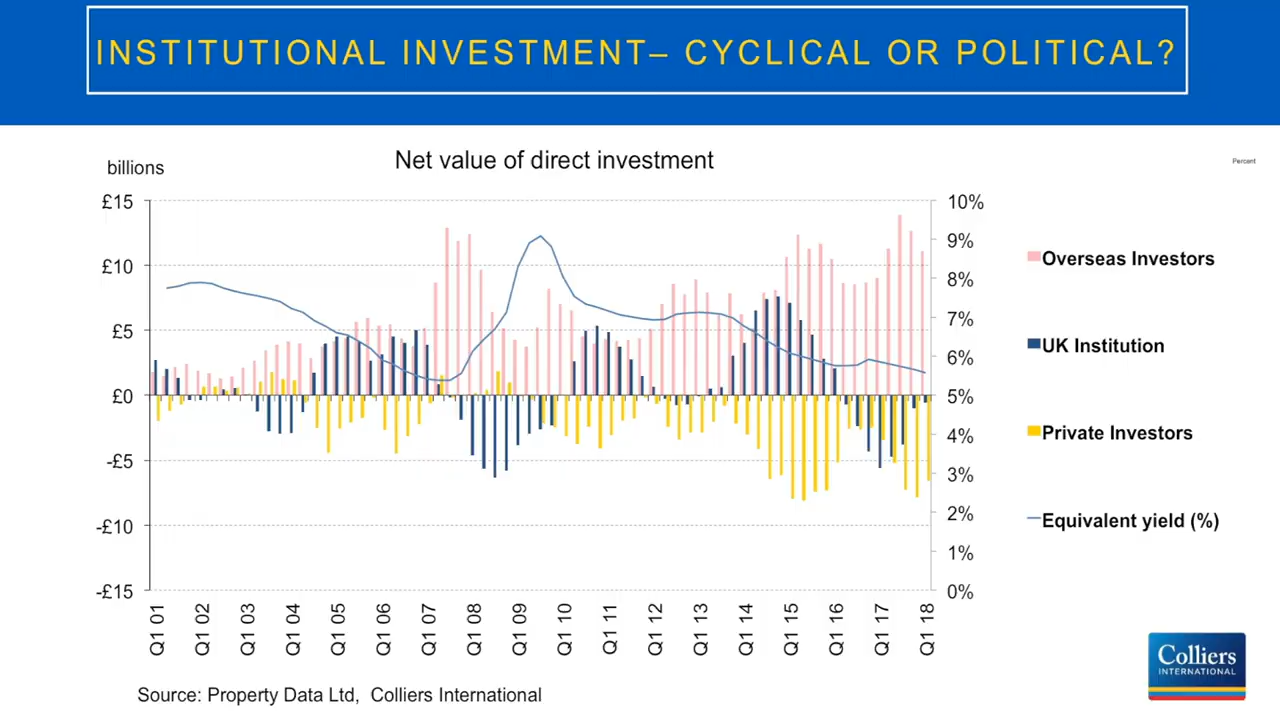 INSTITUTIONAL INVESTMENT– CYCLICAL OR POLITICAL?
Net value of direct investment
billions
Percent
£15
£10
£5
£0
-£5
-£10
-£15
10%
9%
8%
7%
6%
5%
4%
3%
2%
1%
0%
Overseas Investors
UK Institution
Private Investors
Equivalent yield (%)
Q1 01
Q1 02
Q1 03
Q1 04
Q1 05
Q1 06
Q1 07
Q1 08
Q1 09
Q1 10
Q1 11
Q1 12
Q1 13
Q1 14
Q1 15
Q1 16
Q1 17
Q1 18
Colliers
INTERNATIONAL
Source: Property Data Ltd, Colliers International